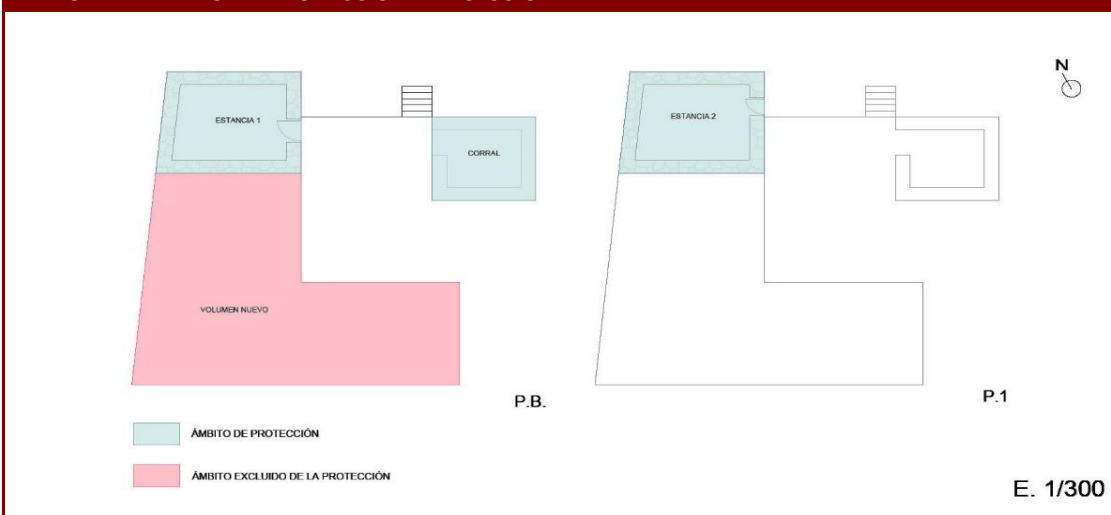 N
ESTANCIA 1
CORRAL
VOLUMEN NUEVO
P.B.
ESTANCIA 2
P.1
ÁMBITO DE PROTECCIÓN
ÁMBITO EXCLUIDO DE LA PROTECCIÓN
E. 1/300